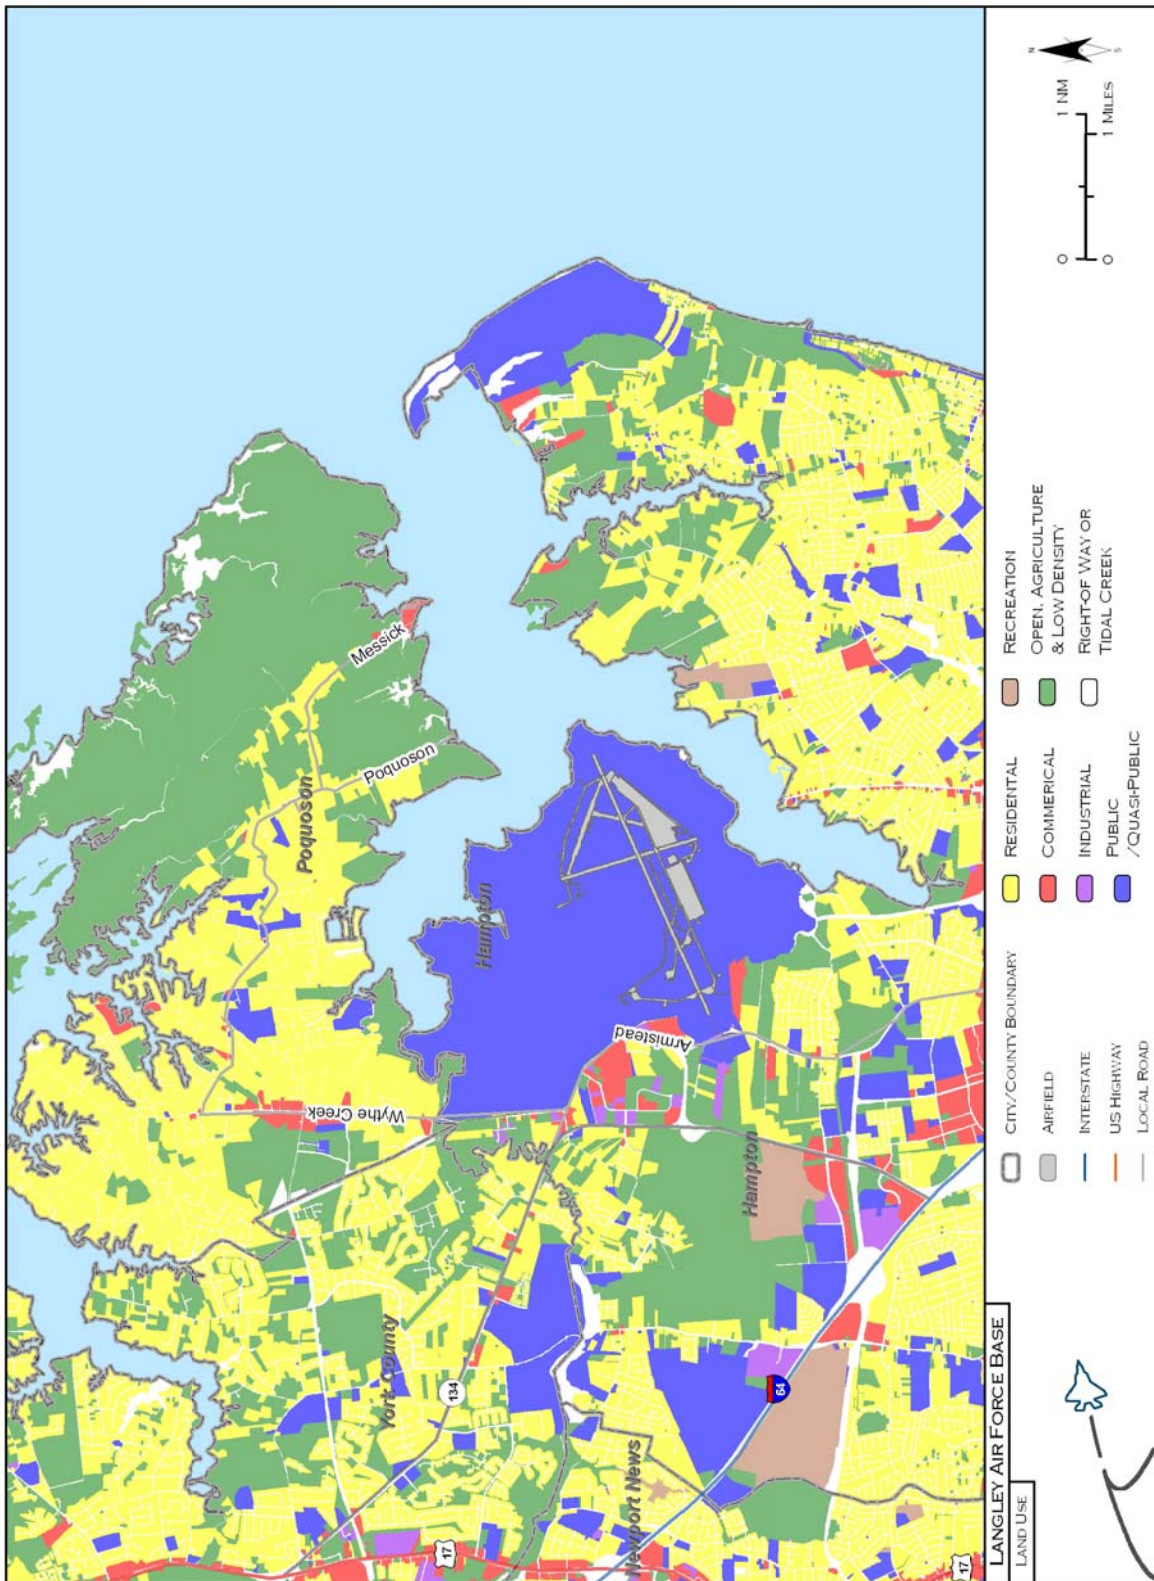 Messick
Poquoson
Poquoson
Hampton
Wythe Creek
Armistead
Hampton
York County
134
64
Newport News
17
17
LANGLEY AIR FORCE BASE
LAND USE
CITY/COUNTY BOUNDARY
AIRFIELD
INTERSTATE
US HIGHWAY
LOCAL ROAD
RESIDENTAL
COMMERICAL
INDUSTRIAL
PUBLIC
/QUASI-PUBLIC
RECREATION
OPEN, AGRICULTURE
& LOW DENSITY
RIGHT-OF WAY OR
TIDAL CREEK
0 1 NM
0 1 MILES
N
S